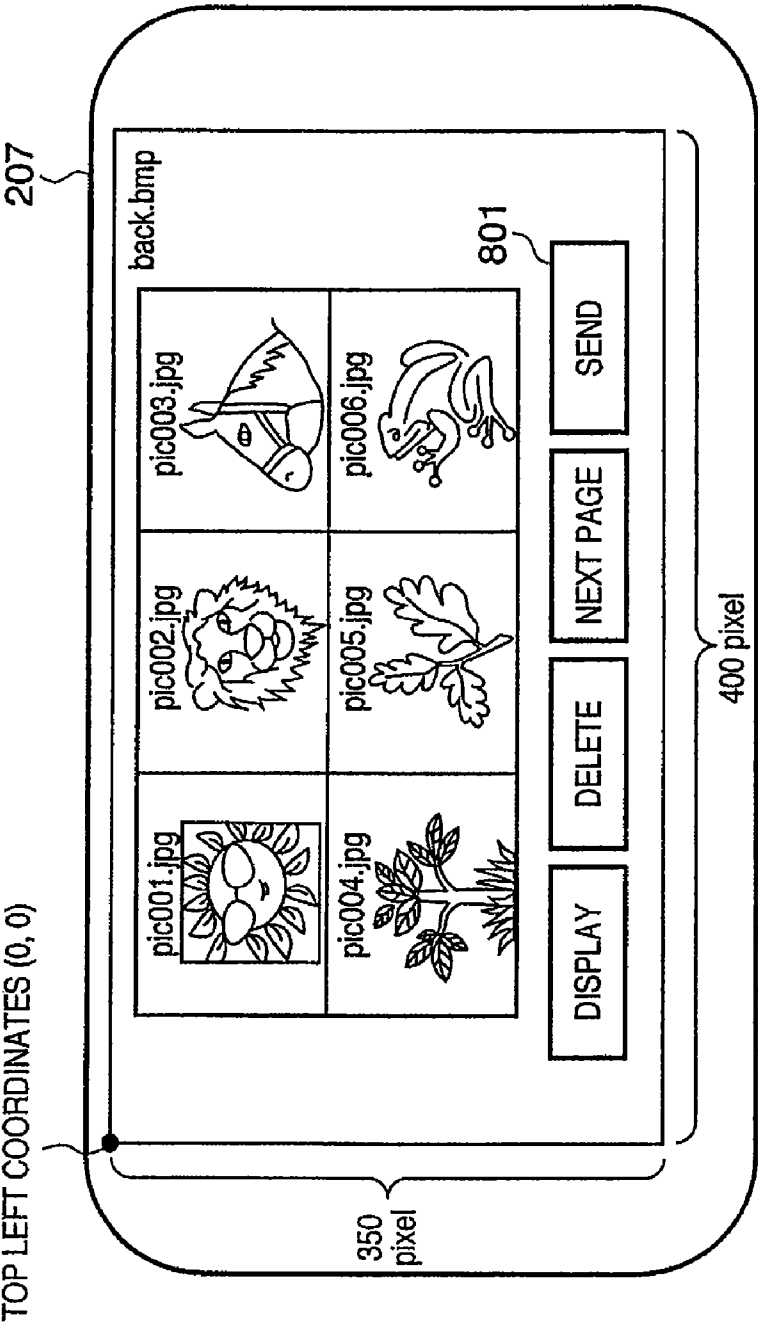 TOP LEFT COORDINATES (0, 0)
207
back.bmp
pic001.jpg
pic002.jpg
pic003.jpg
pic004.jpg
pic005.jpg
pic006.jpg
801
DISPLAY
DELETE
NEXT PAGE
SEND
350
pixel
400 pixel